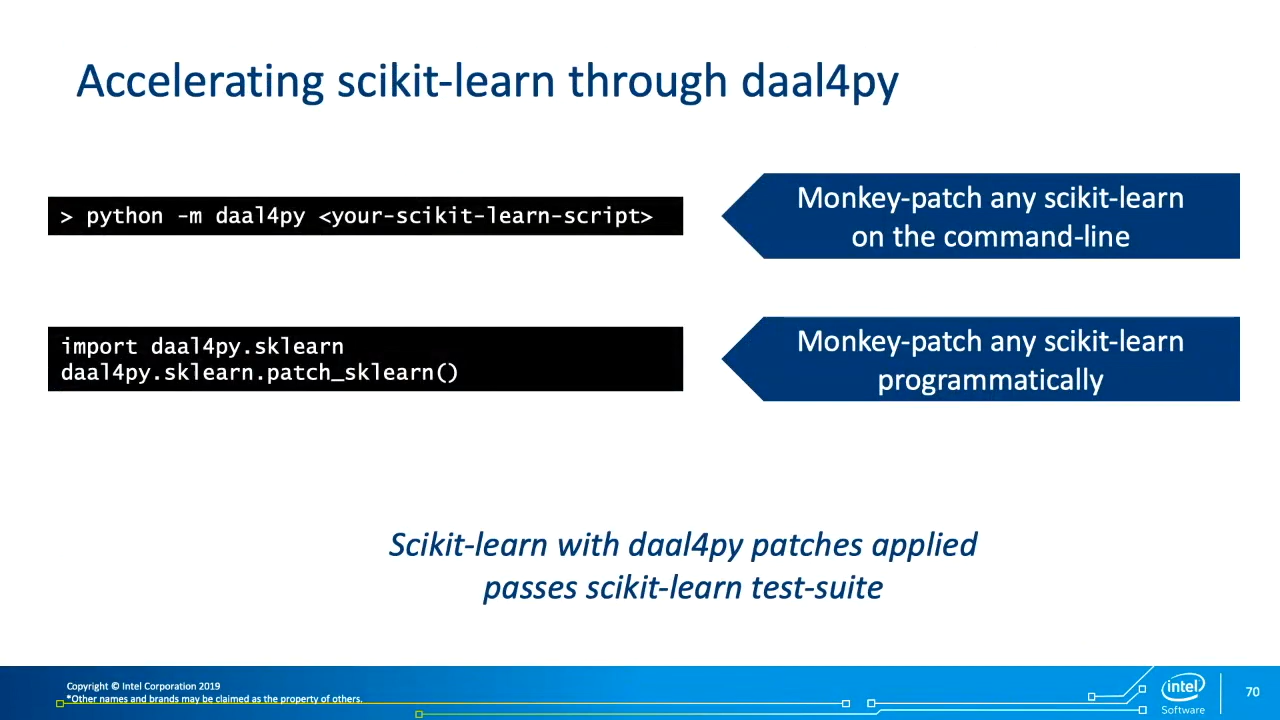 Accelerating scikit-learn through daal4py
> python -m daal4py <your-scikit-learn-script>
Monkey-patch any scikit-learn
on the command-line
import daal4py.sklearn
daal4py.sklearn.patch_sklearn()
Monkey-patch any scikit-learn
programmatically
Scikit-learn with daal4py patches applied
passes scikit-learn test-suite
Copyright © Intel Corporation 2019
*Other names and brands may be claimed as the property of others.
intel
Software
70